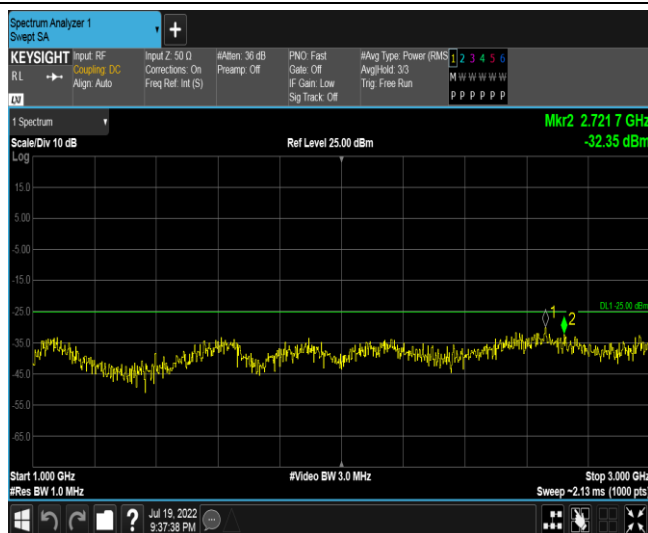 Spectrum Analyzer 1
Swept SA
KEYSIGHT
RL
LXI
Input: RF
Coupling: DC
Align: Auto
Input Z: 50 Ω
Corrections: On
Freq Ref: Int (S)
#Atten: 36 dB
Preamp: Off
PNO: Fast
Gate: Off
IF Gain: Low
Sig Track: Off
#Avg Type: Power (RMS
Avg|Hold: 3/3
Trig: Free Run
1 2 3 4 5 6
M W W W W W
P P P P P P
1 Spectrum
Scale/Div 10 dB
Ref Level 25.00 dBm
Mkr2 2.721 7 GHz
-32.35 dBm
Log
15.0
5.00
-5.00
-15.0
-25.0
DL1 -25.00 dBm
1
2
-35.0
-45.0
-55.0
-65.0
Start 1.000 GHz
#Res BW 1.0 MHz
#Video BW 3.0 MHz
Stop 3.000 GHz
Sweep ~2.13 ms (1000 pts)
?
Jul 19, 2022
9:37:38 PM